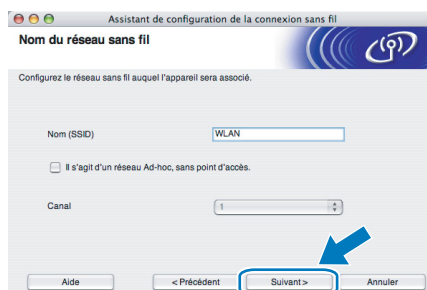 Assistant de configuration de la connexion sans fil
Nom du réseau sans fil
Configurez le réseau sans fil auquel l'appareil sera associé.
Nom (SSID)
WLAN
Il s'agit d'un réseau Ad-hoc, sans point d'accès.
Canal
1
Aide
< Précédent
Suivant >
Annuler